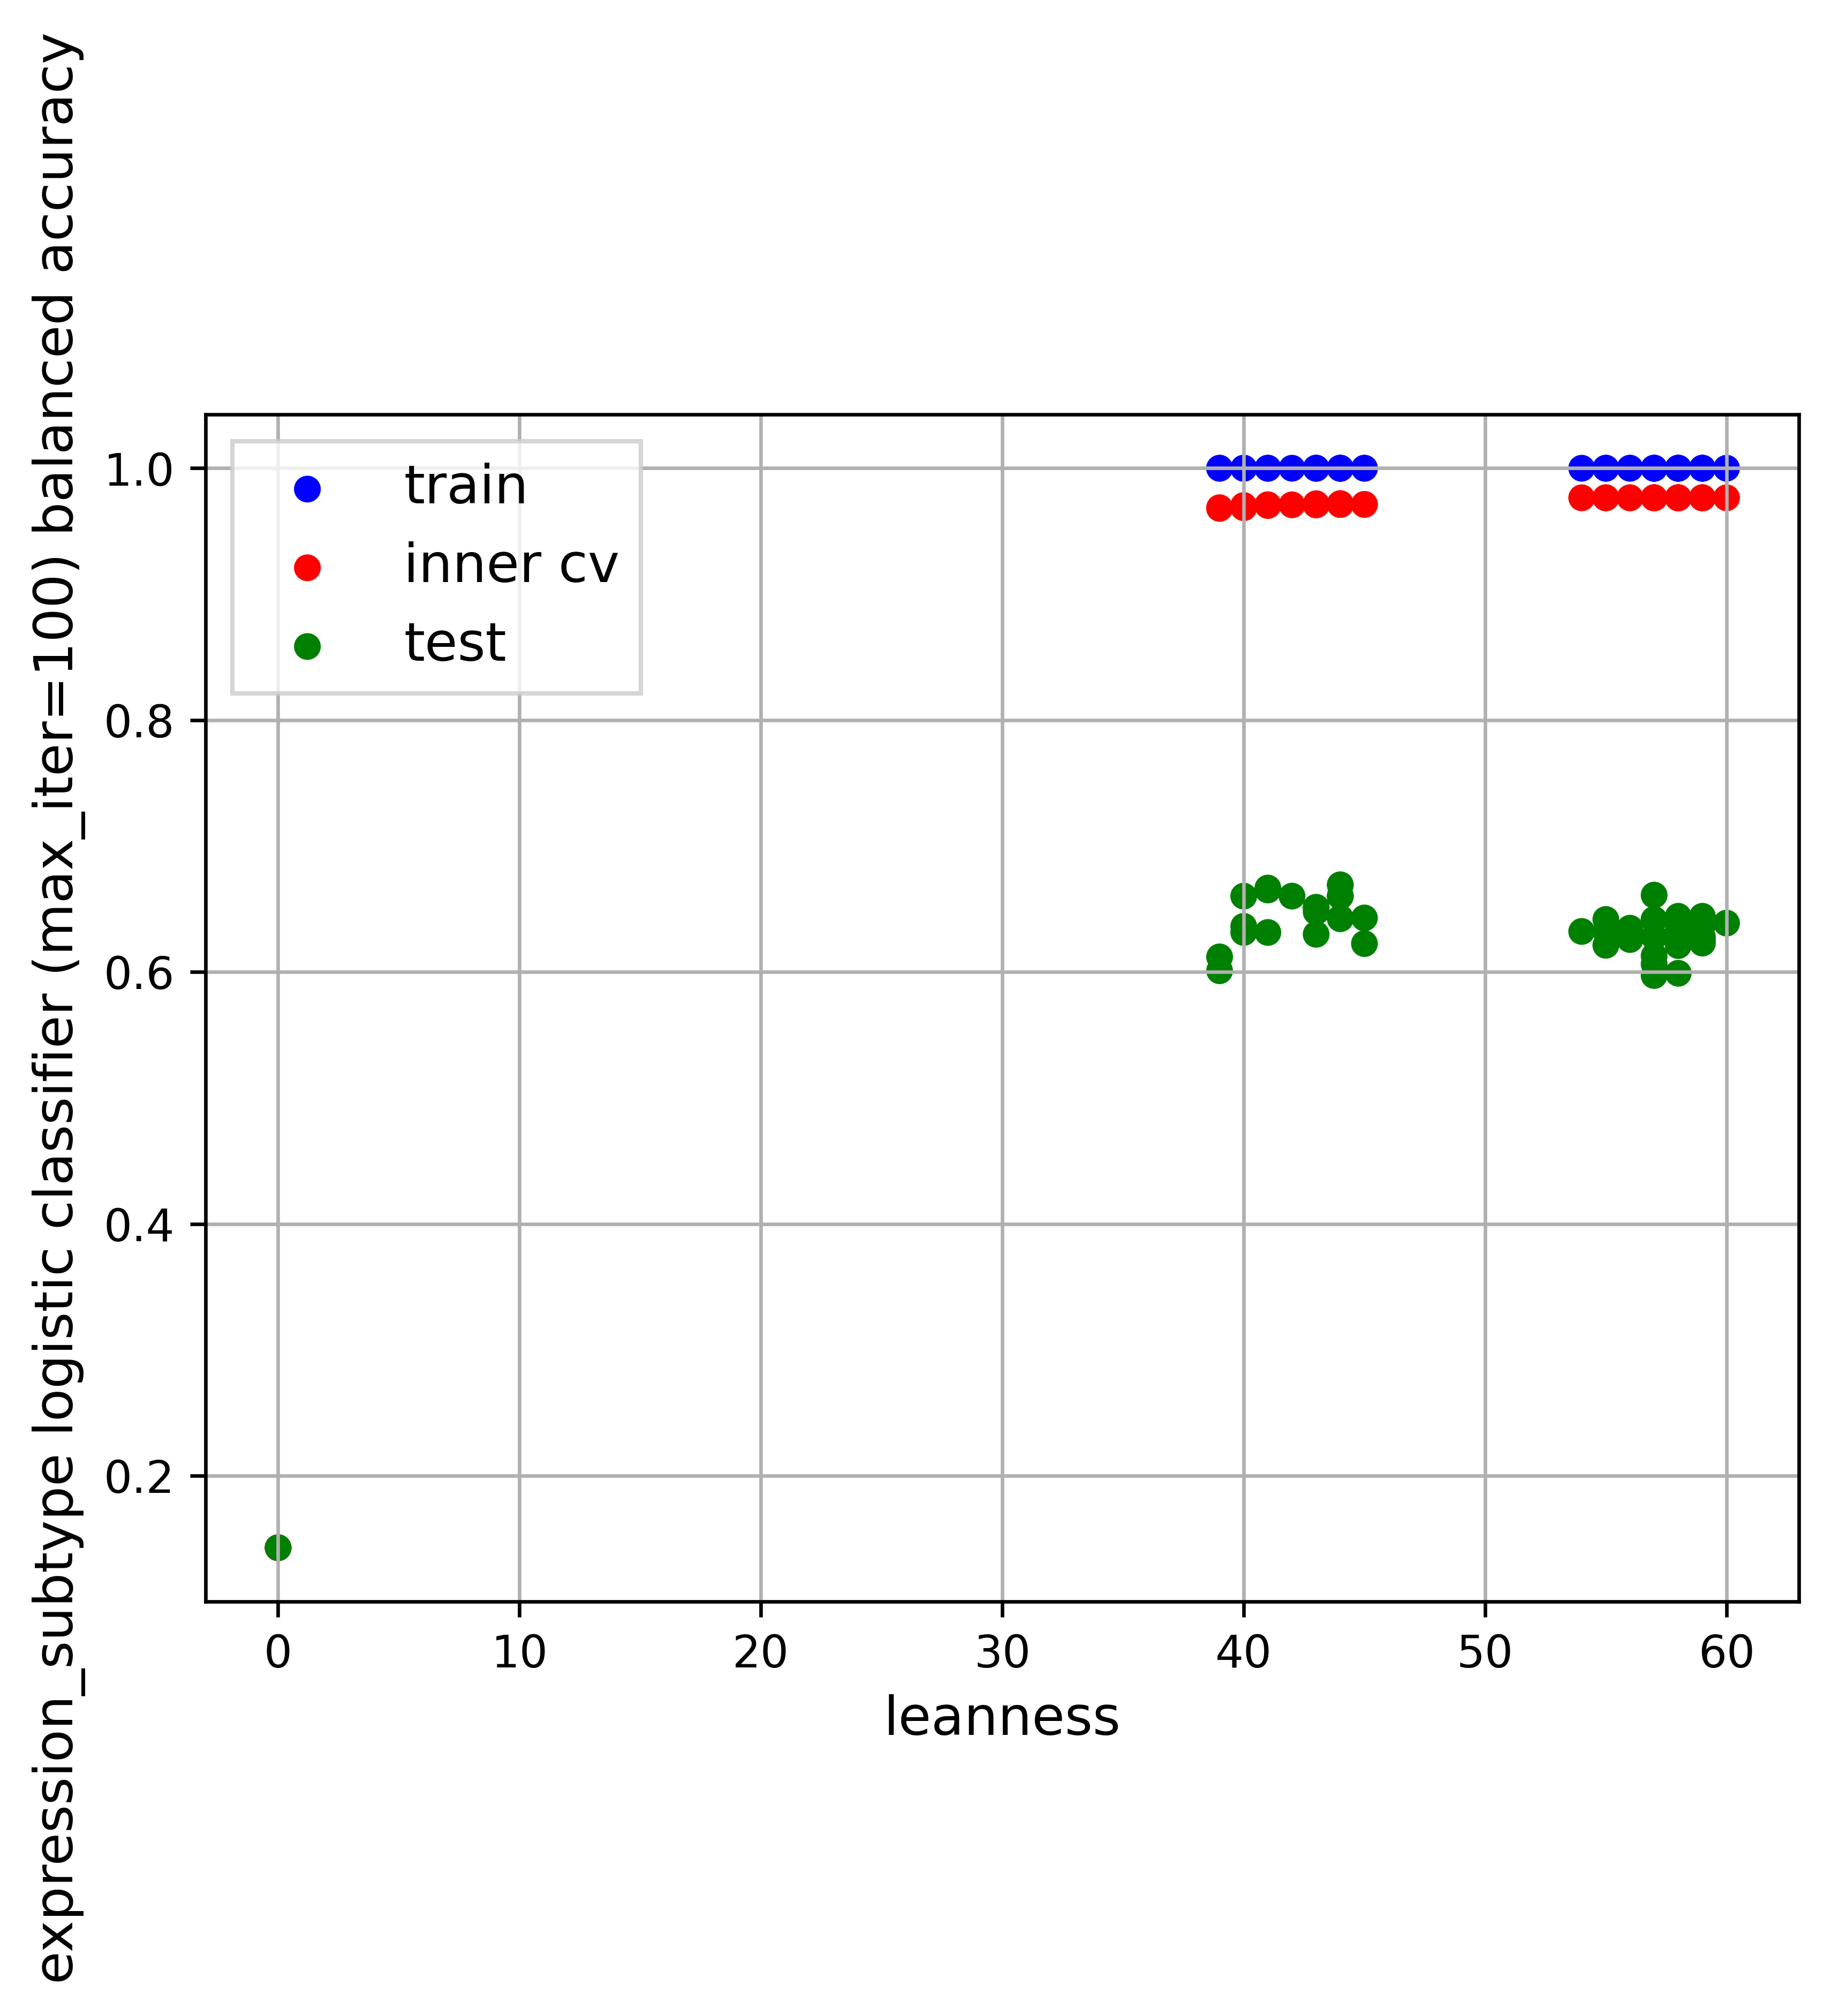 expression_subtype logistic classifier (max_iter=100) balanced accuracy
1.0
0.8
0.6
0.4
0.2
train
inner cv
test
0 10 20 30 40 50 60
leanness